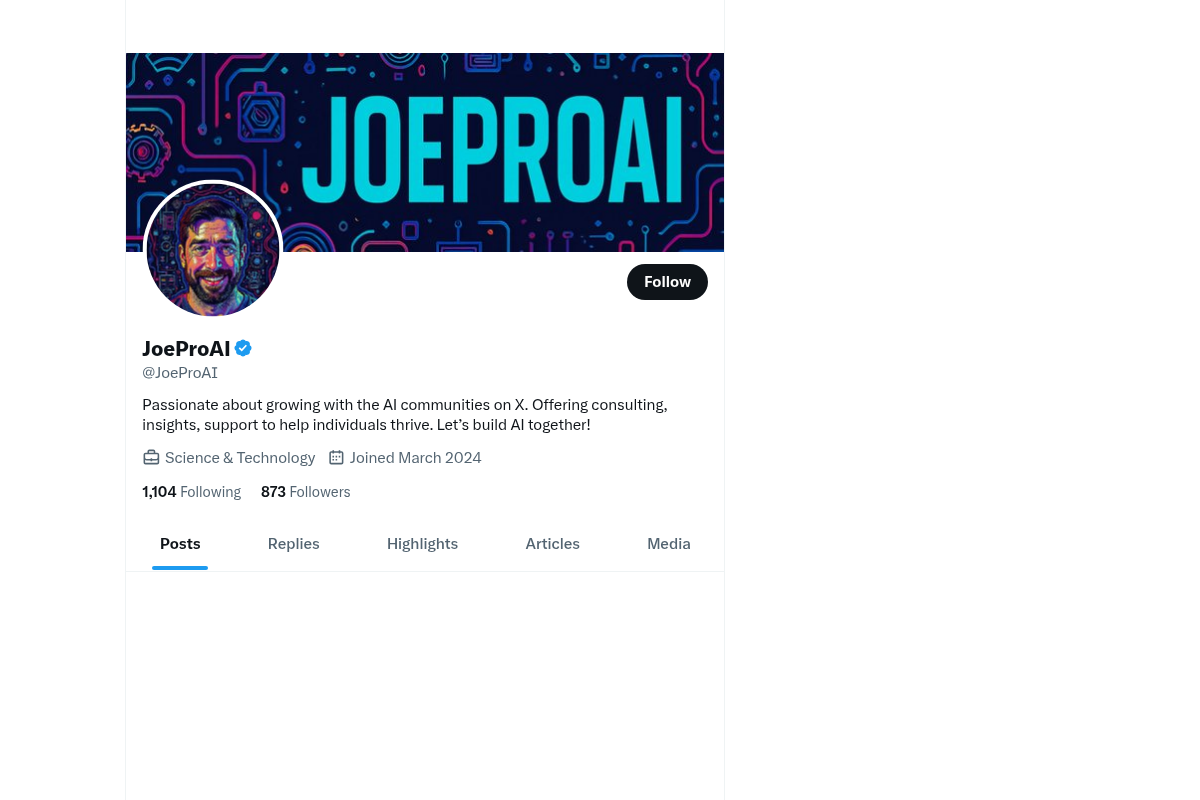 JOEPROAI
Follow
JoeProAI
@JoeProAI
Passionate about growing with the AI communities on X. Offering consulting,
insights, support to help individuals thrive. Let’s build AI together!
Science & Technology Joined March 2024
1,104 Following 873 Followers
Posts Replies Highlights Articles Media